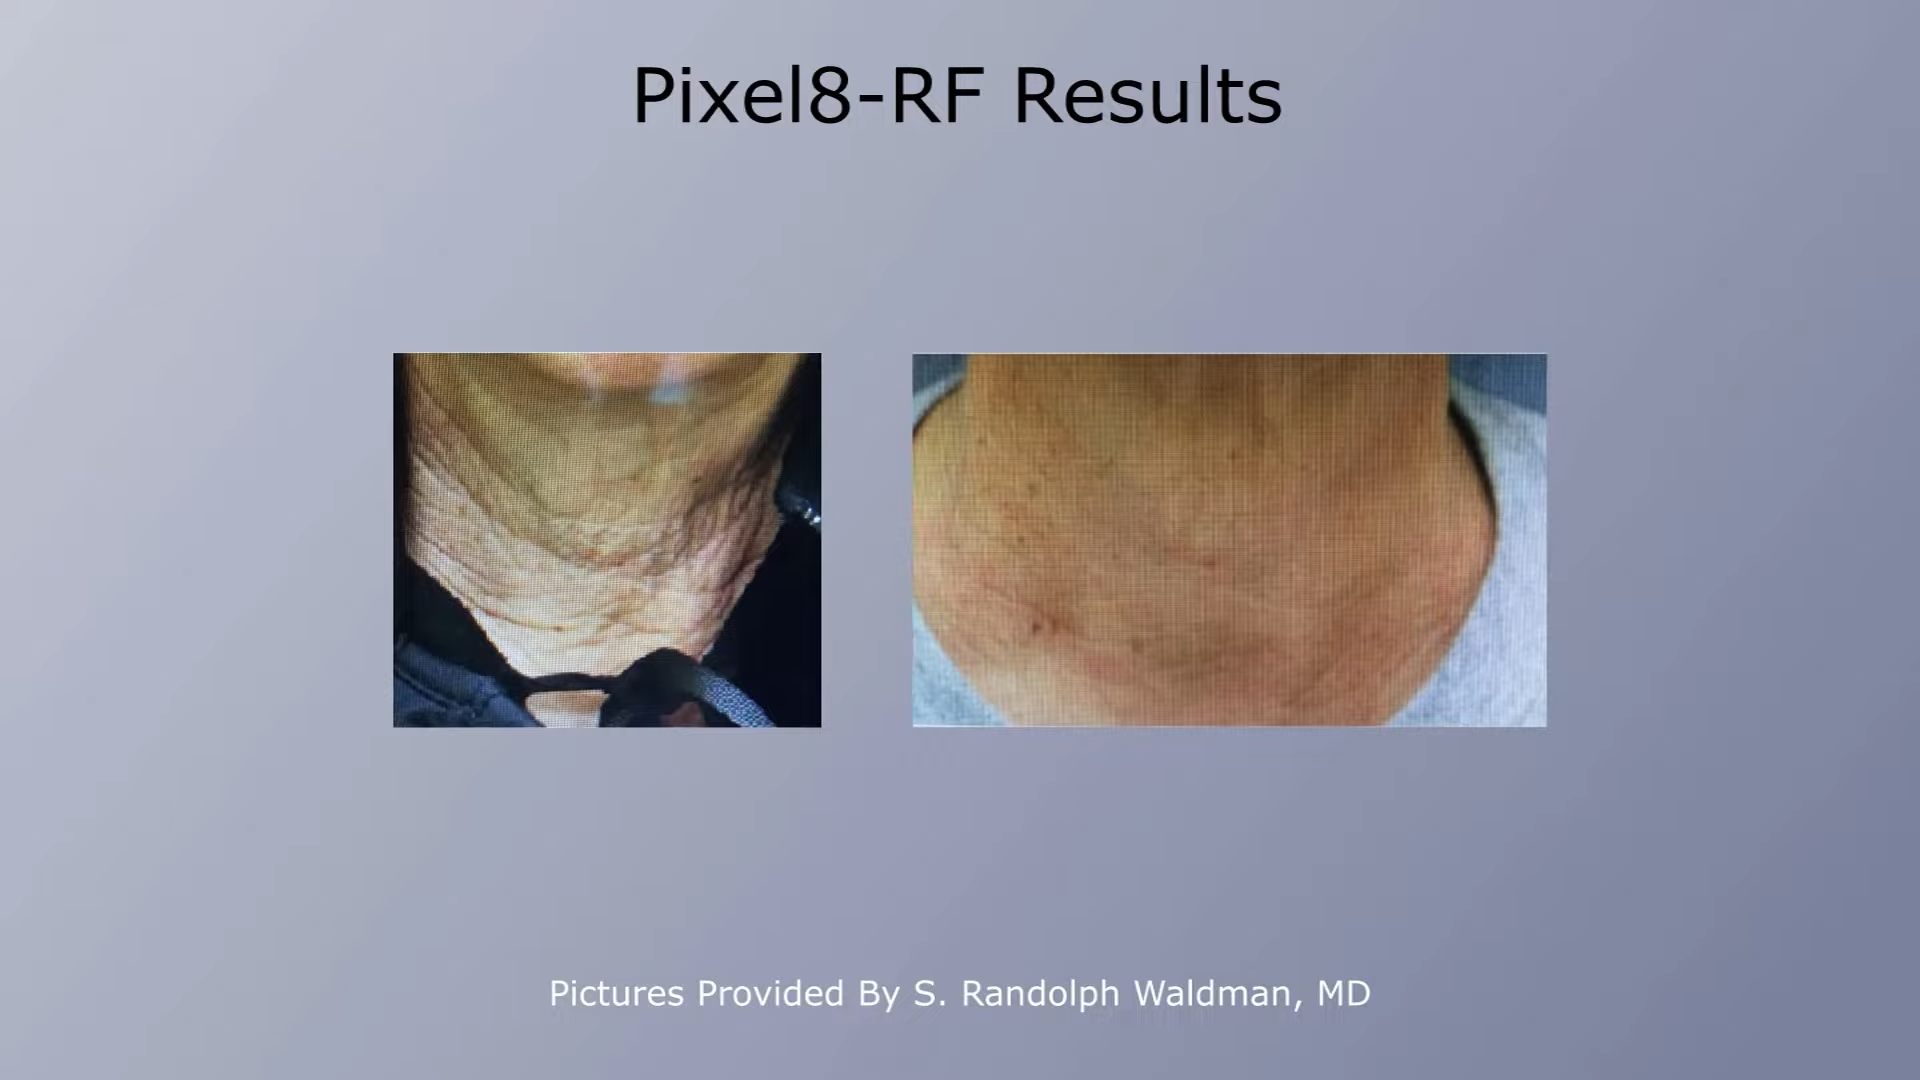 Pixel8-RF Results
Pictures Provided By S. Randolph Waldman, MD